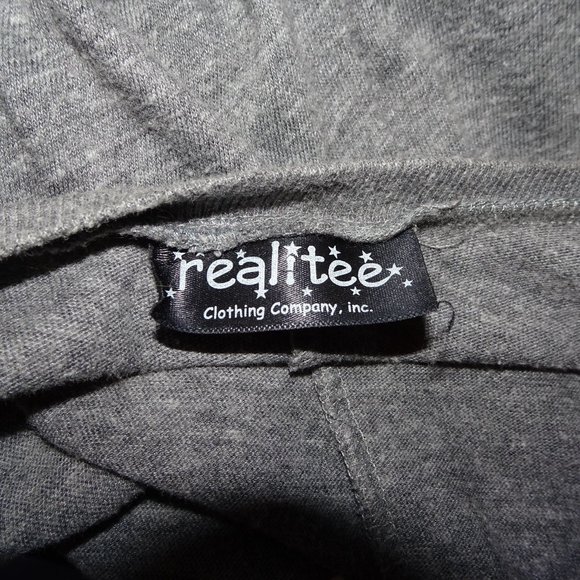 realitee
Clothing Company, inc.